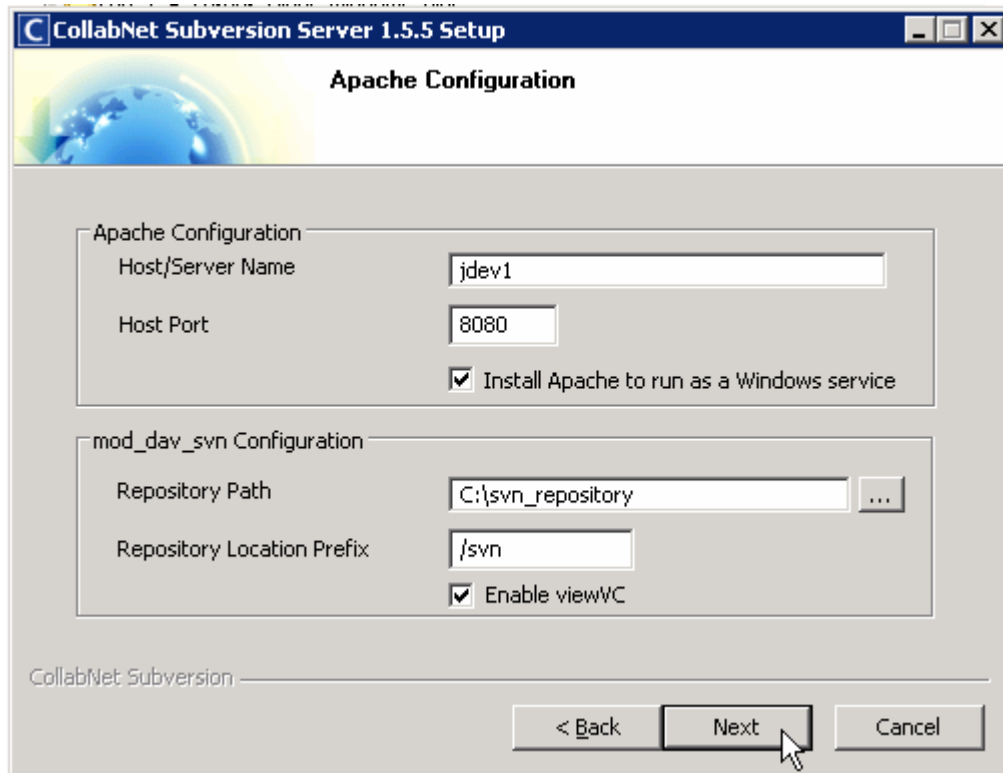 CollabNet Subversion Server 1.5.5 Setup
Apache Configuration
Apache Configuration
Host/Server Name
jdev1
Host Port
8080
Install Apache to run as a Windows service
mod_dav_svn Configuration
Repository Path
C:\svn_repository
...
Repository Location Prefix
/svn
Enable viewVC
CollabNet Subversion
< Back
Next
Cancel